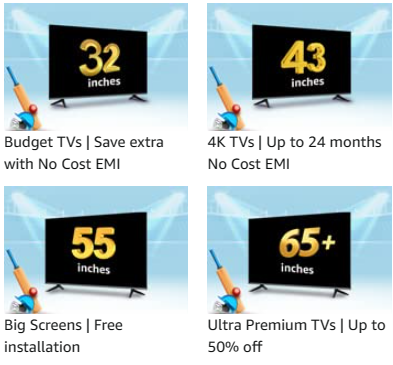 32
inches
Budget TVs | Save extra
with No Cost EMI
43
inches
4K TVs | Up to 24 months
No Cost EMI
55
inches
Big Screens | Free
installation
65+
inches
Ultra Premium TVs | Up to
50% off